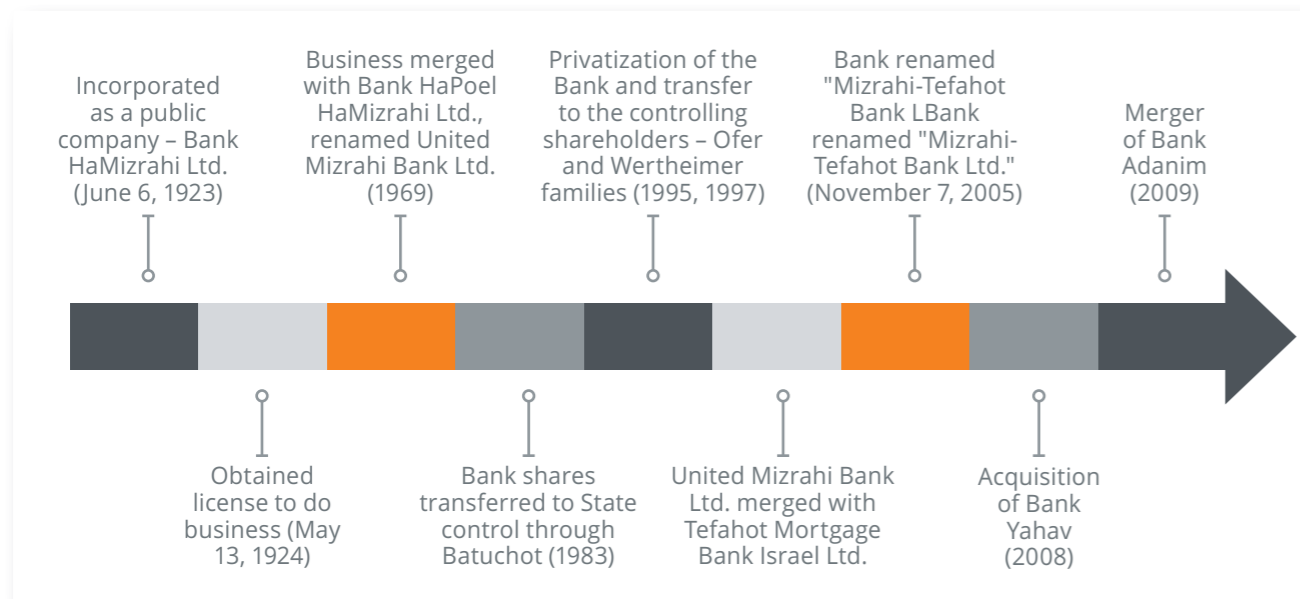 Incorporated
as a public
company – Bank
HaMizrahi Ltd.
(June 6, 1923)
Obtained
license to do
business (May
13, 1924)
Business merged
with Bank HaPoel
HaMizrahi Ltd.,
renamed United
Mizrahi Bank Ltd.
(1969)
Bank shares
transferred to State
control through
Batuchot (1983)
Privatization of the
Bank and transfer
to the controlling
shareholders – Ofer
and Wertheimer
families (1995, 1997)
United Mizrahi Bank
Ltd. merged with
Tefahot Mortgage
Bank Israel Ltd.
Bank renamed
"Mizrahi-Tefahot
Bank LBank
renamed "Mizrahi-
Tefahot Bank Ltd."
(November 7, 2005)
Acquisition
of Bank
Yahav
(2008)
Merger
of Bank
Adanim
(2009)